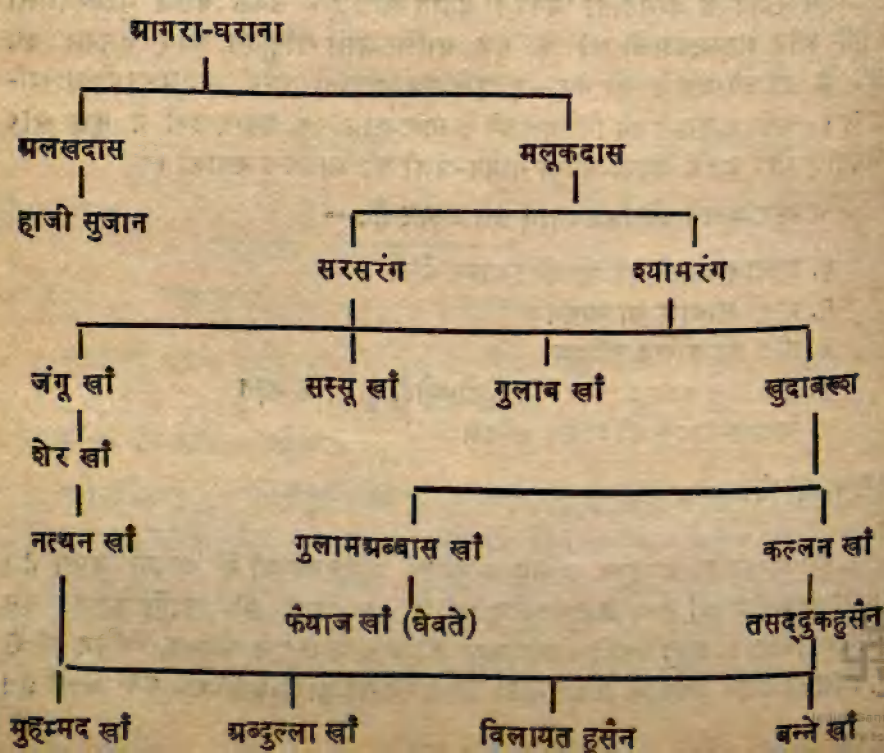 आगरा-घराना
अलखदास मलूकदास
हाजी सुजान
सरसरंग श्यामरंग
जंगू खाँ सस्सू खाँ गुलाब खाँ खुदाबख्श
शेर खाँ
नत्थन खाँ गुलामअब्बास खाँ कल्लन खाँ
फैयाज खाँ (घेवते) तसद्दुकहुसैन
मुहम्मद खाँ अब्दुल्ला खाँ विलायत हुसैन बन्ने खाँ